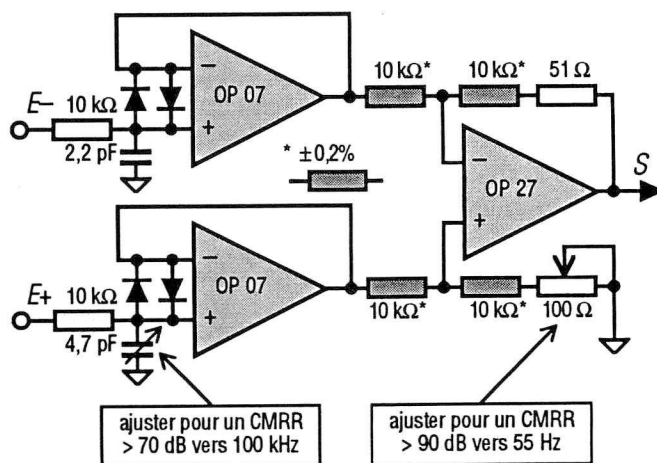 10 kΩ* 10 kΩ* 51 Ω
−
OP 07
E− 10 kΩ
+
2,2 pF
* ±0,2%
−
OP 27
+
S
−
OP 07
E+ 10 kΩ
+
4,7 pF
10 kΩ* 10 kΩ* 100 Ω
ajuster pour un CMRR
> 70 dB vers 100 kHz
ajuster pour un CMRR
> 90 dB vers 55 Hz